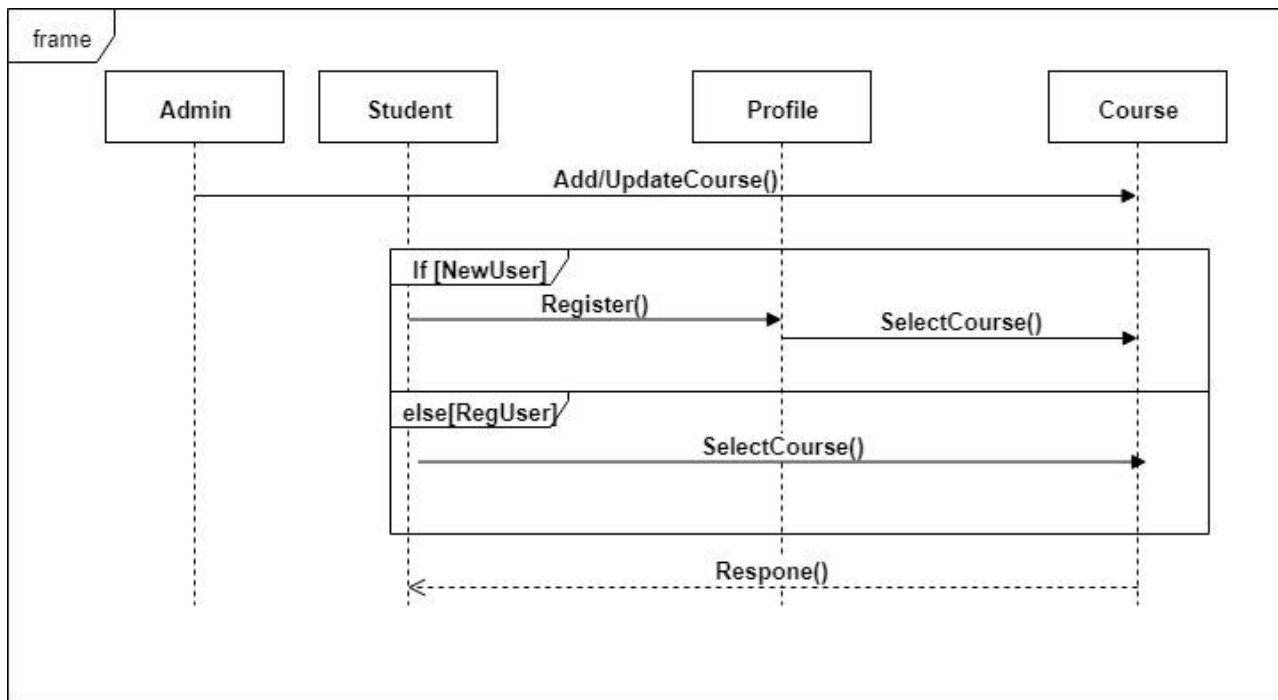 frame
Admin
Student
Profile
Course
Add/UpdateCourse()
If [NewUser]
Register()
SelectCourse()
else[RegUser]
SelectCourse()
Respone()